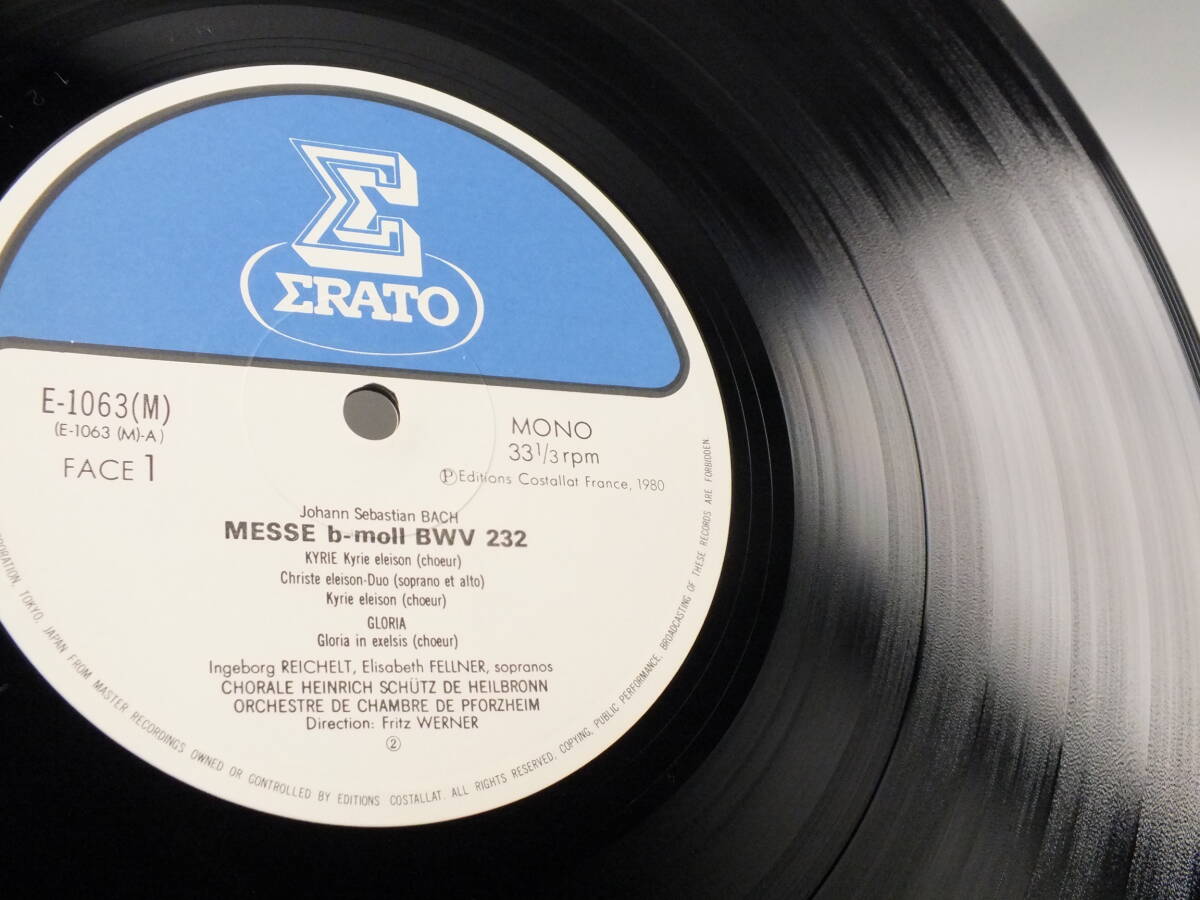 Σ
ΣRATO
E-1063(M)
(E-1063 (M)-A)
FACE 1
MONO
33 1/3 rpm
Ⓟ Editions Costallat France, 1980
Johann Sebastian BACH
MESSE b-moll BWV 232
KYRIE Kyrie eleison (choeur)
Christe eleison-Duo (soprano et alto)
Kyrie eleison (chœur)
GLORIA
Gloria in exelsis (choeur)
Ingeborg REICHELT, Elisabeth FELLNER, sopranos
CHORALE HEINRICH SCHÜTZ DE HEILBRONN
ORCHESTRE DE CHAMBRE DE PFORZHEIM
Direction: Fritz WERNER
②
TOKYO, JAPAN FROM MASTER RECORDINGS OWNED OR CONTROLLED BY EDITIONS COSTALLAT. ALL RIGHTS RESERVED. COPYING, PUBLIC PERFORMANCE, BROADCASTING OF THESE RECORDS ARE FORBIDDEN.